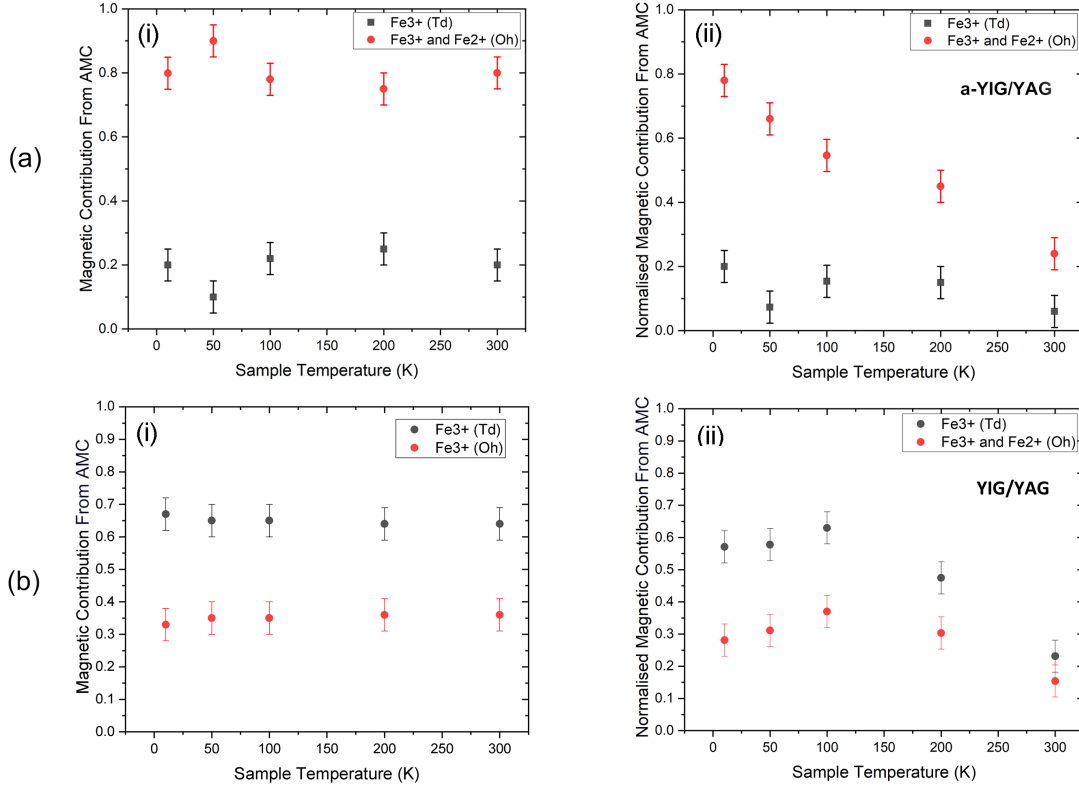 (a)
(i)
Fe3+ (Td)
Fe3+ and Fe2+ (Oh)
Magnetic Contribution From AMC
1.0
0.8
0.6
0.4
0.2
0.0
0 50 100 150 200 250 300
Sample Temperature (K)
(ii)
Fe3+ (Td)
Fe3+ and Fe2+ (Oh)
a-YIG/YAG
Normalised Magnetic Contribution From AMC
1.0
0.8
0.6
0.4
0.2
0.0
0 50 100 150 200 250 300
Sample Temperature (K)
(b)
(i)
Fe3+ (Td)
Fe3+ (Oh)
Magnetic Contribution From AMC
1.0
0.9
0.8
0.7
0.6
0.5
0.4
0.3
0.2
0.1
0.0
0 50 100 150 200 250 300
Sample Temperature (K)
(ii)
Fe3+ (Td)
Fe3+ and Fe2+ (Oh)
YIG/YAG
Normalised Magnetic Contribution From AMC
1.0
0.9
0.8
0.7
0.6
0.5
0.4
0.3
0.2
0.1
0.0
0 50 100 150 200 250 300
Sample Temperature (K)